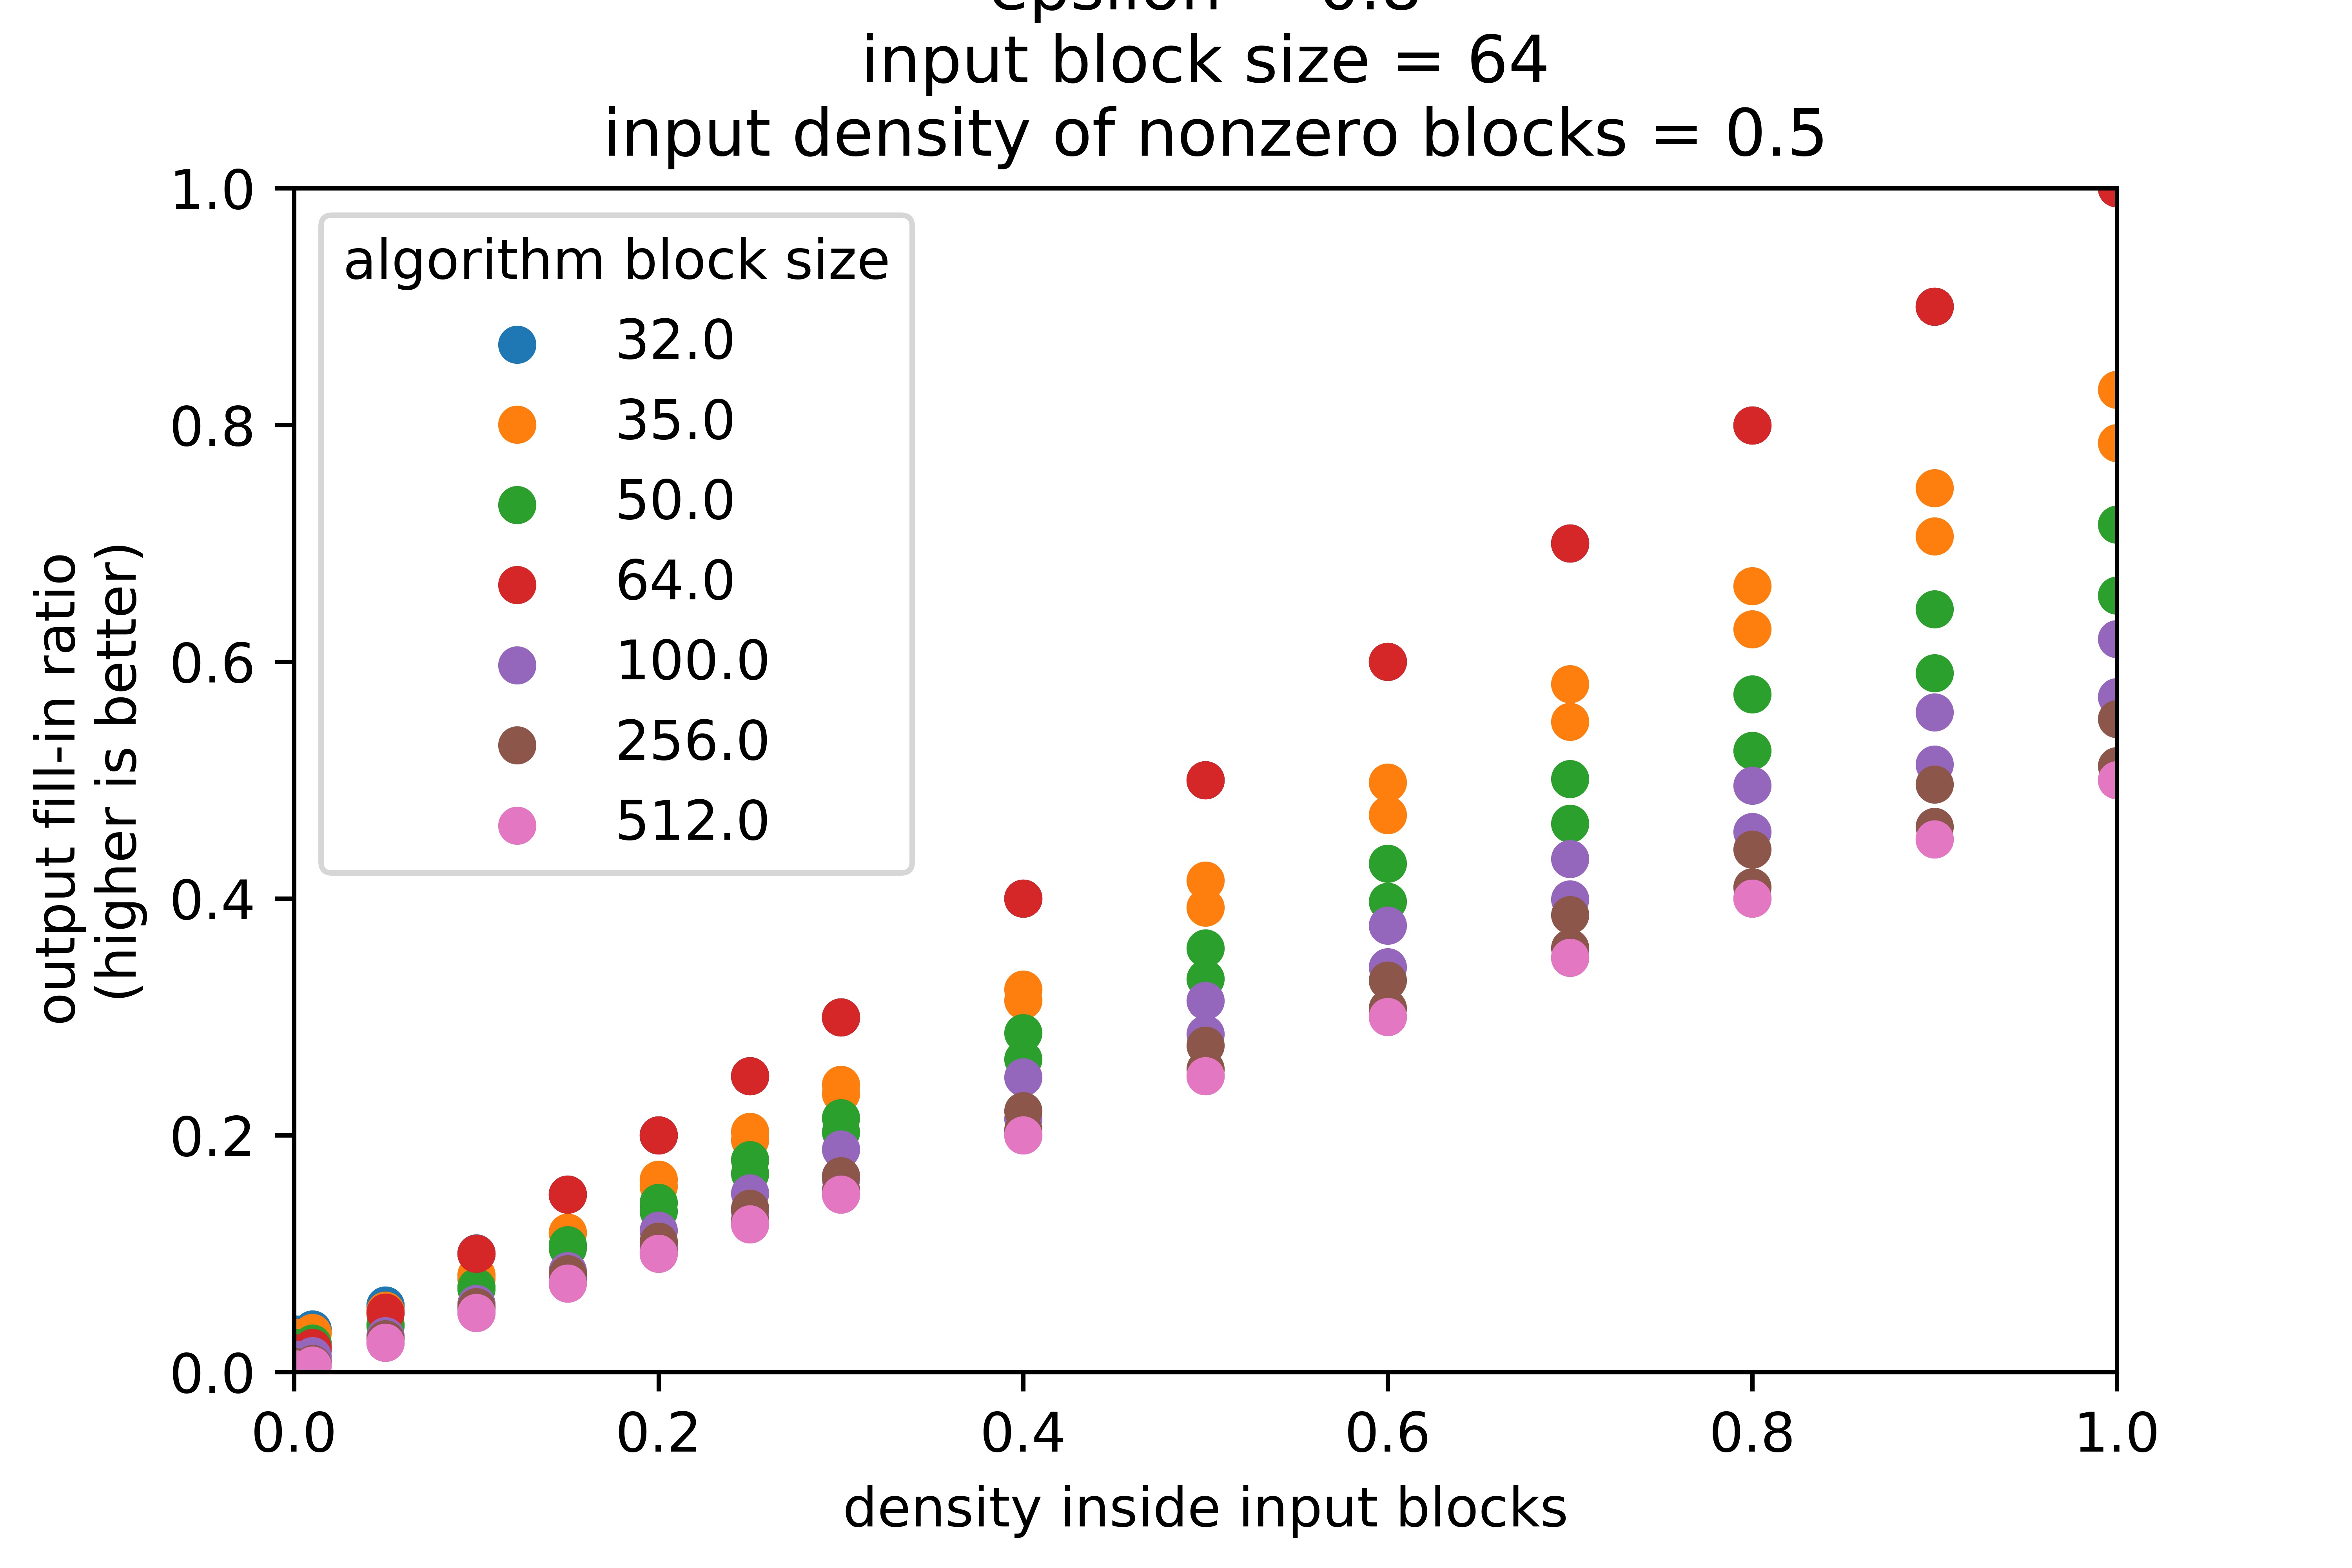 input block size = 64
input density of nonzero blocks = 0.5
1.0
0.8
0.6
0.4
0.2
0.0
output fill-in ratio
(higher is better)
algorithm block size
32.0
35.0
50.0
64.0
100.0
256.0
512.0
0.0 0.2 0.4 0.6 0.8 1.0
density inside input blocks